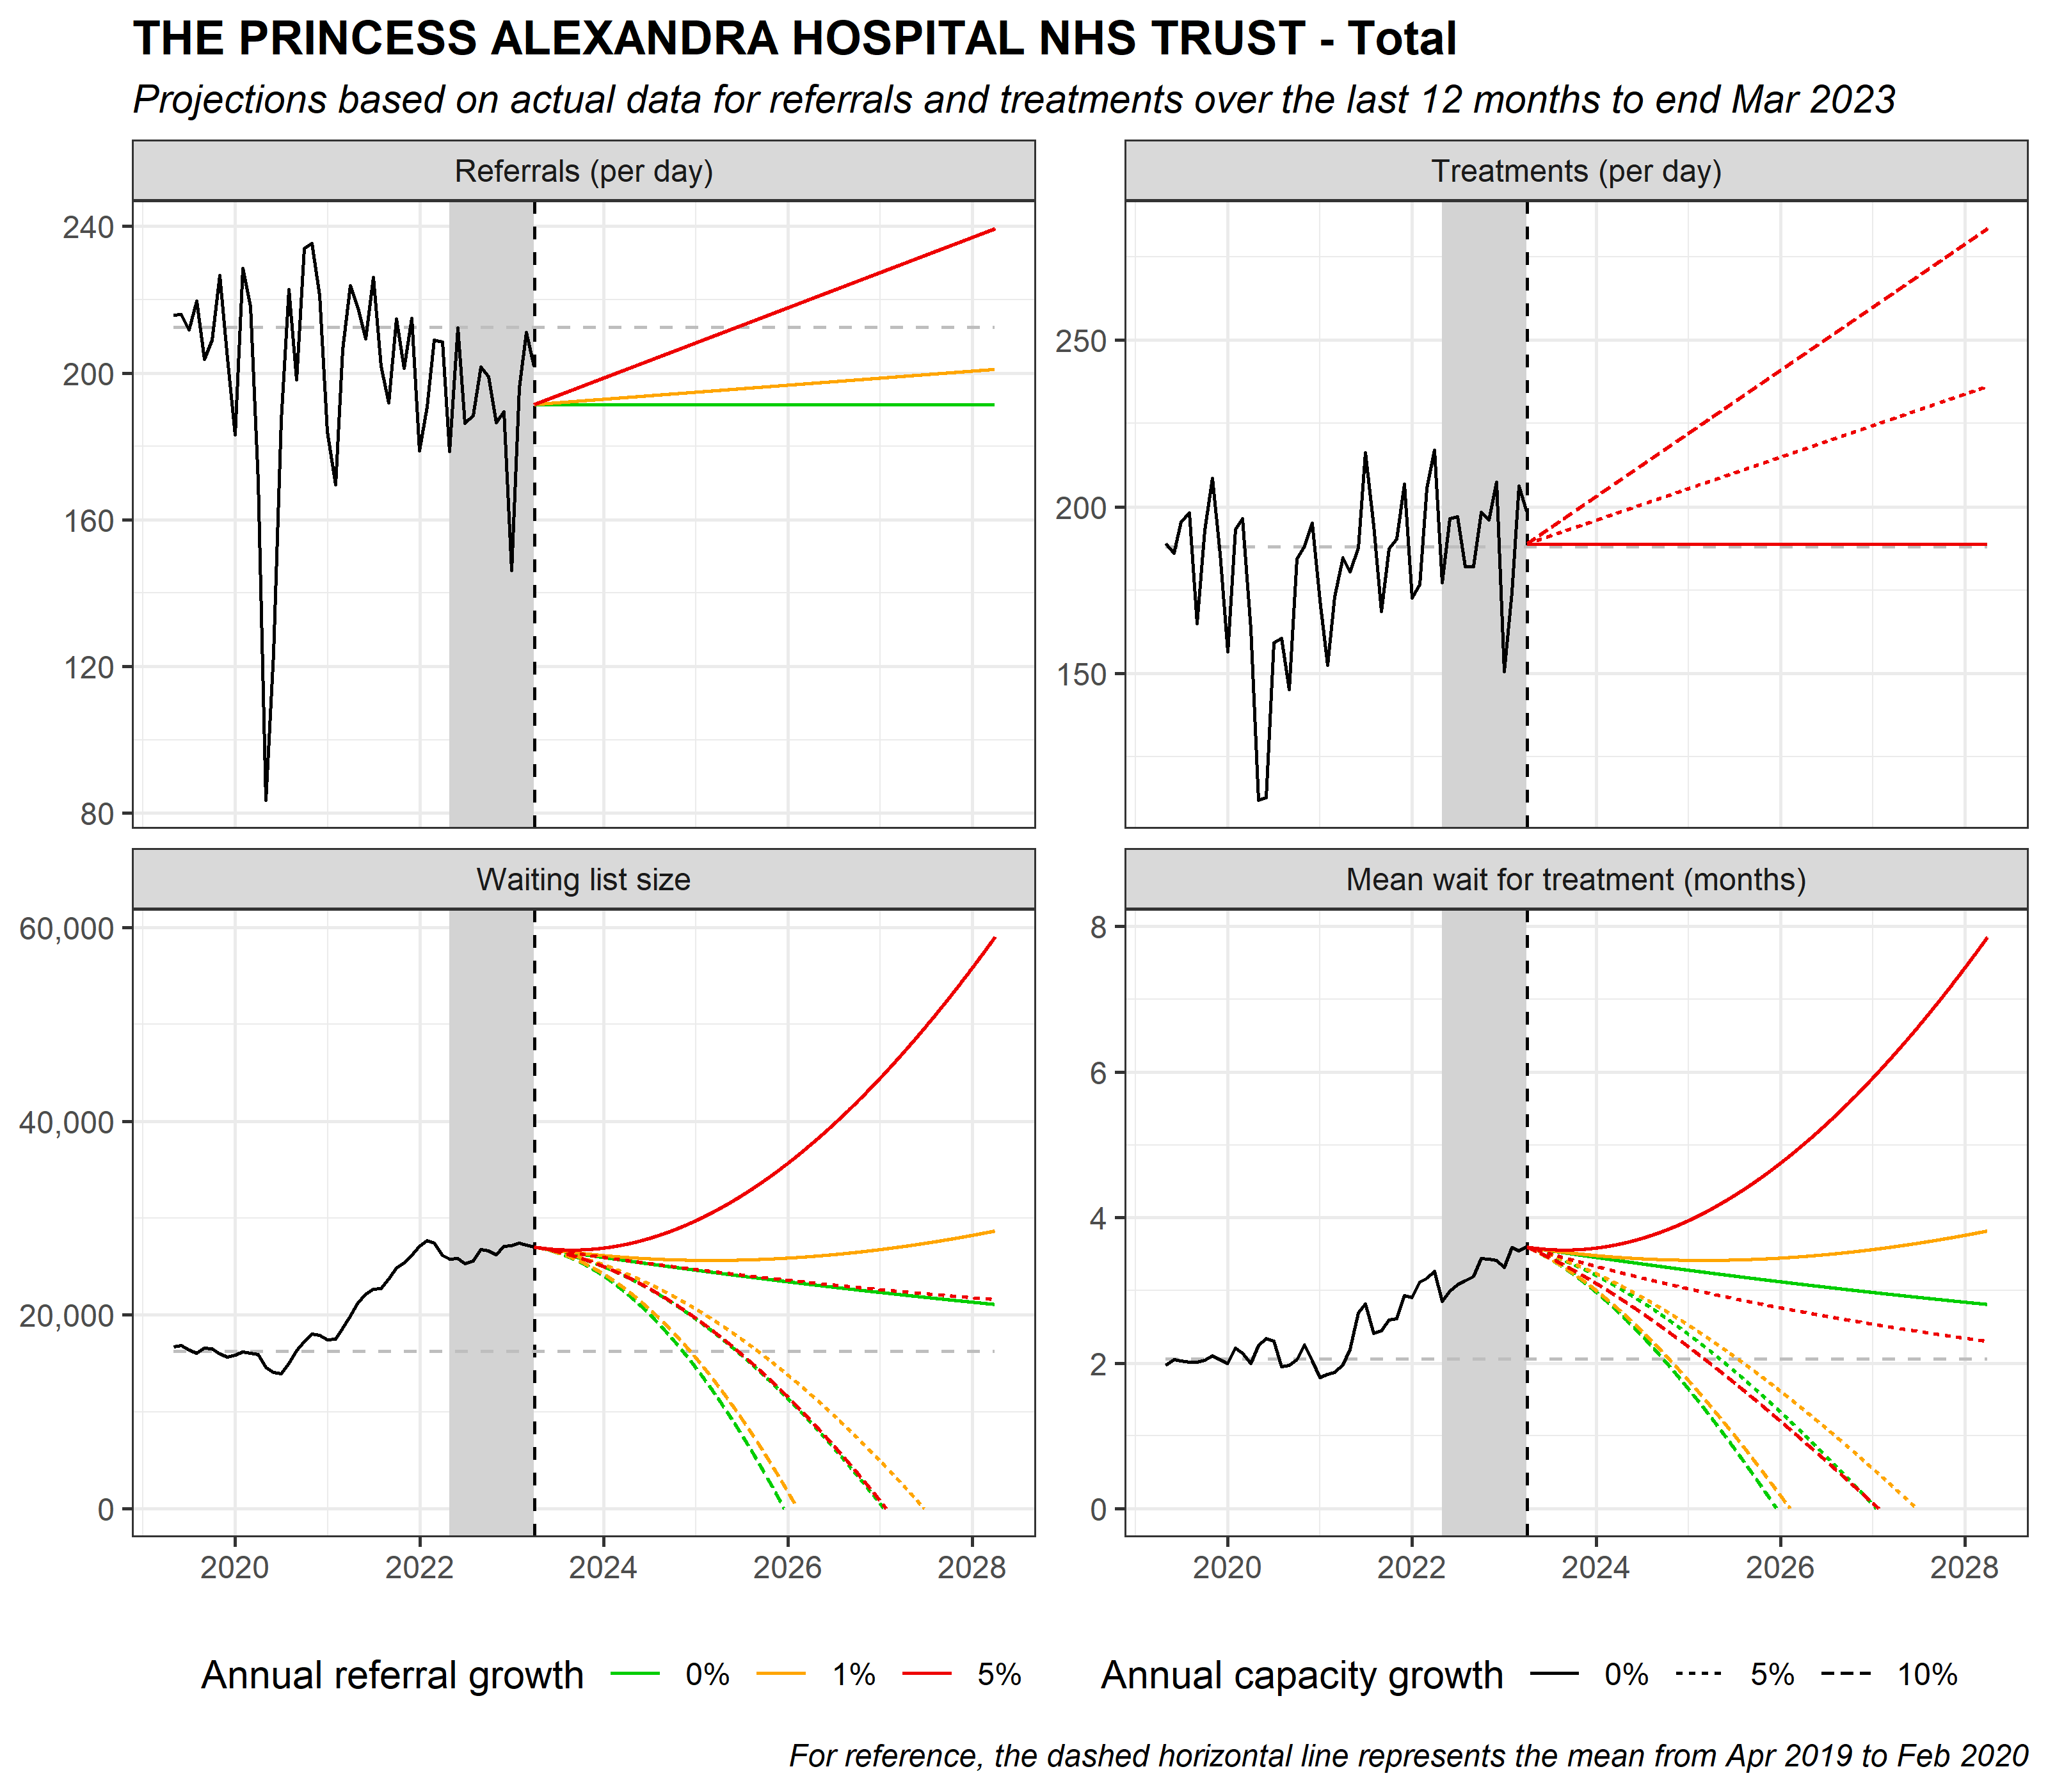 THE PRINCESS ALEXANDRA HOSPITAL NHS TRUST - Total
Projections based on actual data for referrals and treatments over the last 12 months to end Mar 2023
Referrals (per day)
240
200
160
120
80
Treatments (per day)
250
200
150
Waiting list size
60,000
40,000
20,000
0
2020 2022 2024 2026 2028
Mean wait for treatment (months)
8
6
4
2
0
2020 2022 2024 2026 2028
Annual referral growth 0% 1% 5%
Annual capacity growth 0% 5% 10%
For reference, the dashed horizontal line represents the mean from Apr 2019 to Feb 2020